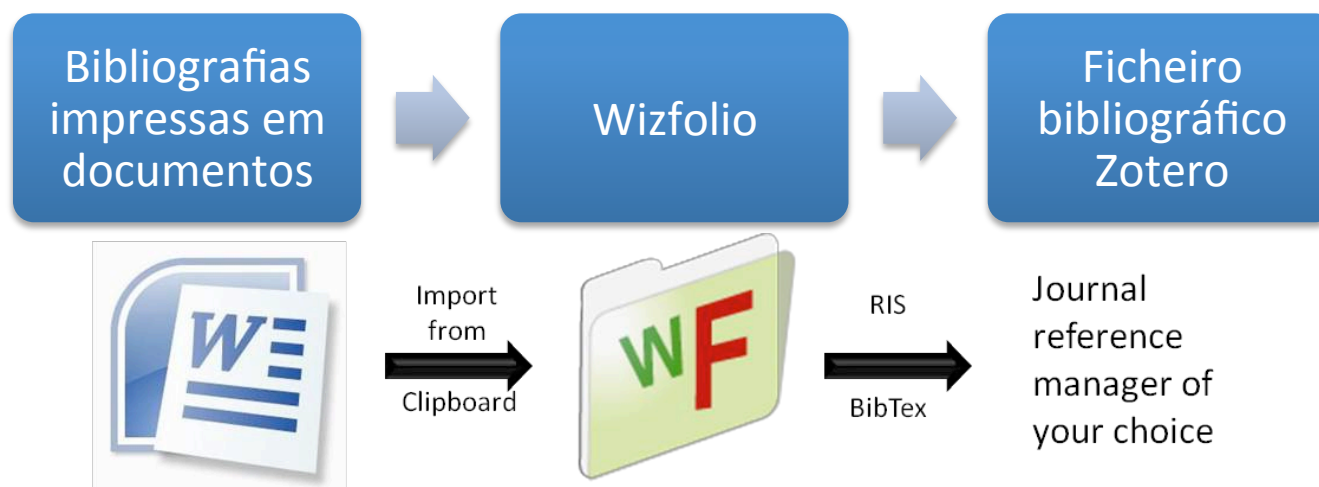 Bibliografias
impressas em
documentos
Wizfolio
Ficheiro
bibliográfico
Zotero
W
Import
from
Clipboard
WF
RIS
BibTex
Journal
reference
manager of
your choice